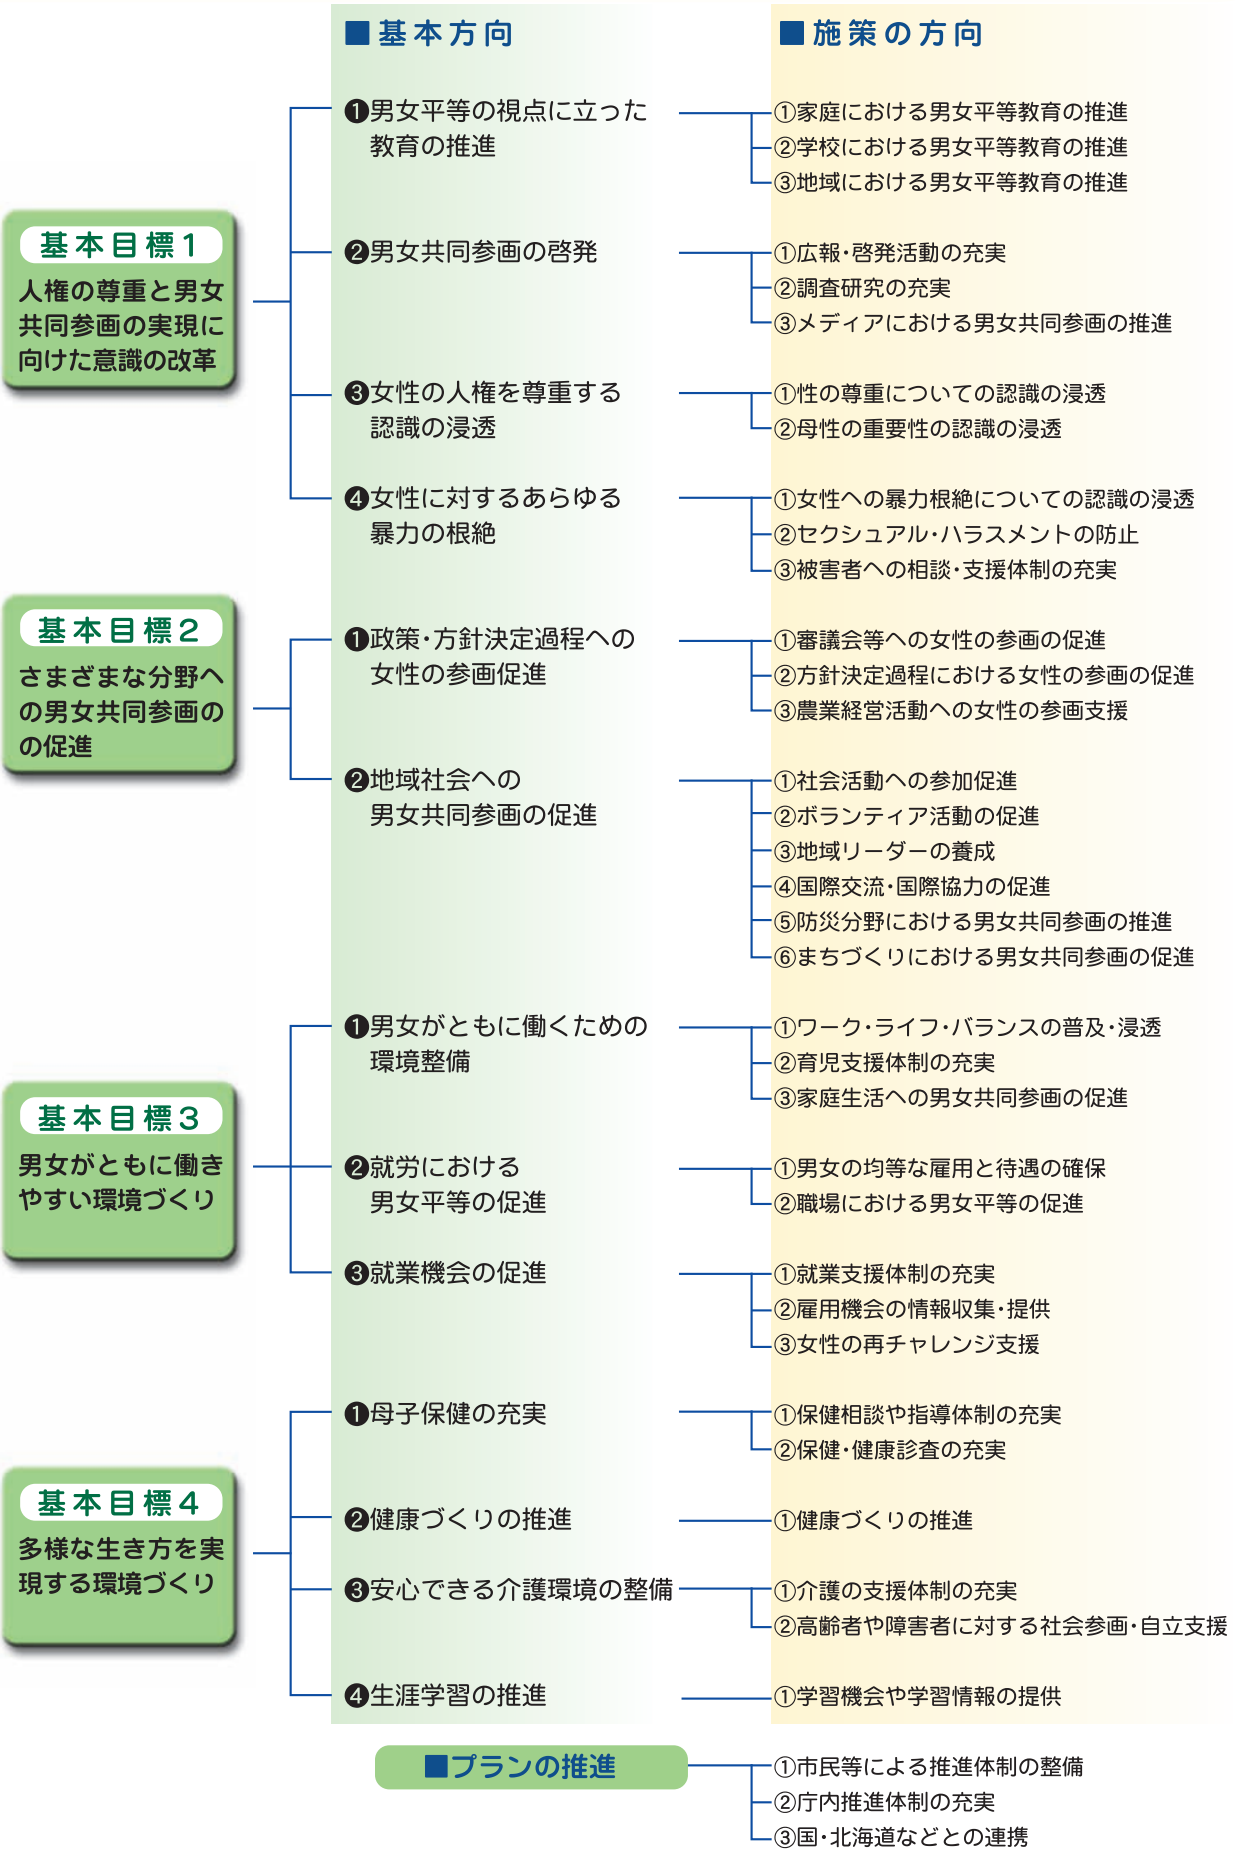 ■基本方向
■施策の方向
基本目標1
人権の尊重と男女
共同参画の実現に
向けた意識の改革
❶男女平等の視点に立った
教育の推進
①家庭における男女平等教育の推進
②学校における男女平等教育の推進
③地域における男女平等教育の推進
❷男女共同参画の啓発
①広報・啓発活動の充実
②調査研究の充実
③メディアにおける男女共同参画の推進
❸女性の人権を尊重する
認識の浸透
①性の尊重についての認識の浸透
②母性の重要性の認識の浸透
❹女性に対するあらゆる
暴力の根絶
①女性への暴力根絶についての認識の浸透
②セクシュアル・ハラスメントの防止
③被害者への相談・支援体制の充実
基本目標2
さまざまな分野へ
の男女共同参画の
の促進
❶政策・方針決定過程への
女性の参画促進
①審議会等への女性の参画の促進
②方針決定過程における女性の参画の促進
③農業経営活動への女性の参画支援
❷地域社会への
男女共同参画の促進
①社会活動への参加促進
②ボランティア活動の促進
③地域リーダーの養成
④国際交流・国際協力の促進
⑤防災分野における男女共同参画の推進
⑥まちづくりにおける男女共同参画の促進
基本目標3
男女がともに働き
やすい環境づくり
❶男女がともに働くための
環境整備
①ワーク・ライフ・バランスの普及・浸透
②育児支援体制の充実
③家庭生活への男女共同参画の促進
❷就労における
男女平等の促進
①男女の均等な雇用と待遇の確保
②職場における男女平等の促進
❸就業機会の促進
①就業支援体制の充実
②雇用機会の情報収集・提供
③女性の再チャレンジ支援
基本目標4
多様な生き方を実
現する環境づくり
❶母子保健の充実
①保健相談や指導体制の充実
②保健・健康診査の充実
❷健康づくりの推進
①健康づくりの推進
❸安心できる介護環境の整備
①介護の支援体制の充実
②高齢者や障害者に対する社会参画・自立支援
❹生涯学習の推進
①学習機会や学習情報の提供
■プランの推進
①市民等による推進体制の整備
②庁内推進体制の充実
③国・北海道などとの連携